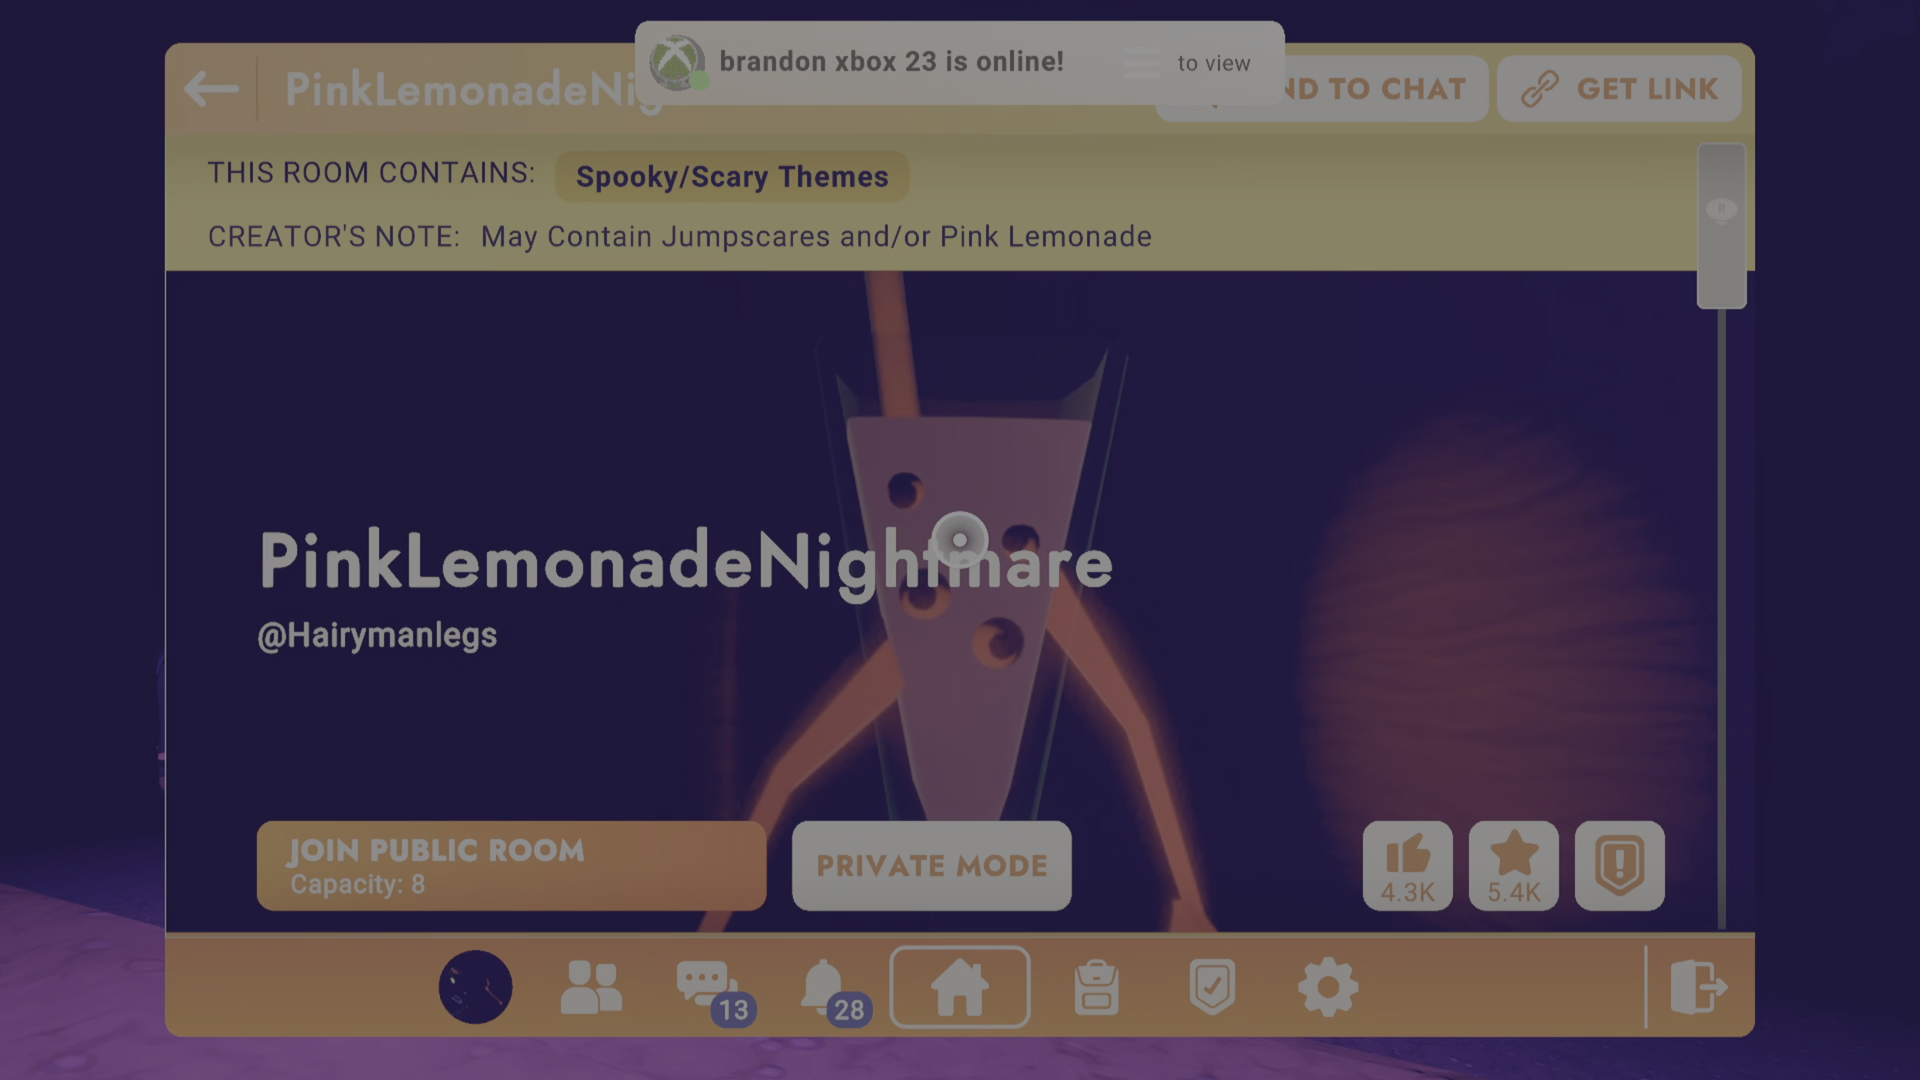 brandon xbox 23 is online!
to view
PinkLemonadeNig
ND TO CHAT
GET LINK
THIS ROOM CONTAINS: Spooky/Scary Themes
CREATOR'S NOTE: May Contain Jumpscares and/or Pink Lemonade
R
PinkLemonadeNightmare
@Hairymanlegs
JOIN PUBLIC ROOM
Capacity: 8
PRIVATE MODE
4.3K
5.4K
13
28